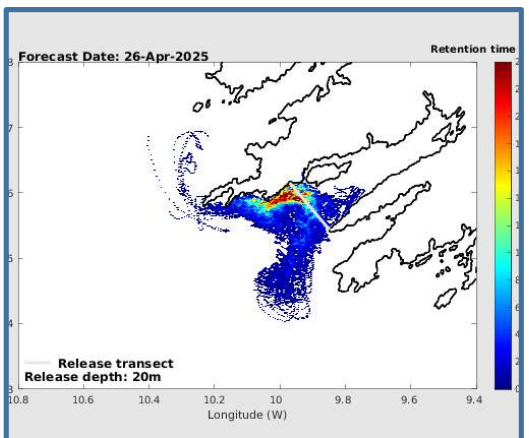 Retention time
Forecast Date: 26-Apr-2025
Release transect
Release depth: 20m
10.8 10.6 10.4 10.2 10 9.8 9.6 9.4
Longitude (W)